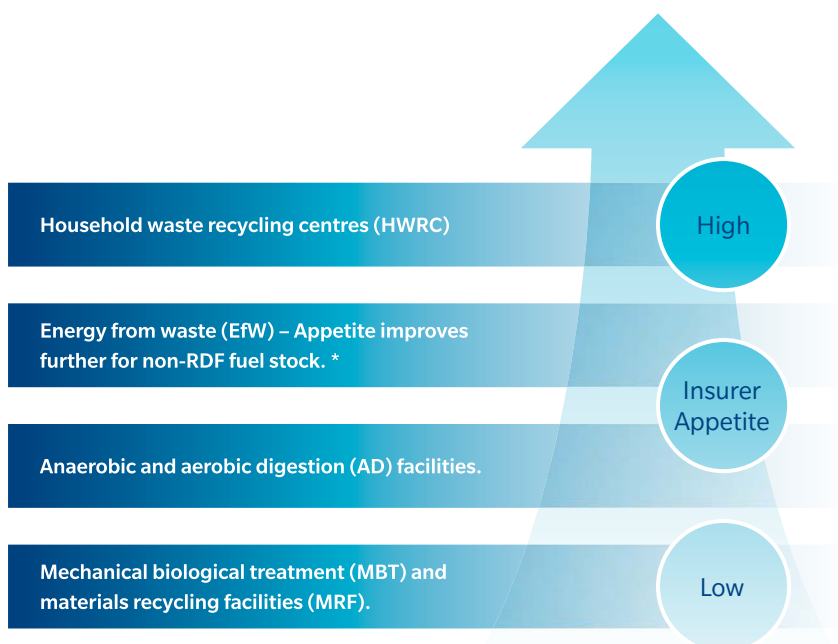 Household waste recycling centres (HWRC)
High
Energy from waste (EfW) – Appetite improves
further for non-RDF fuel stock. *
Insurer
Appetite
Anaerobic and aerobic digestion (AD) facilities.
Mechanical biological treatment (MBT) and
materials recycling facilities (MRF).
Low